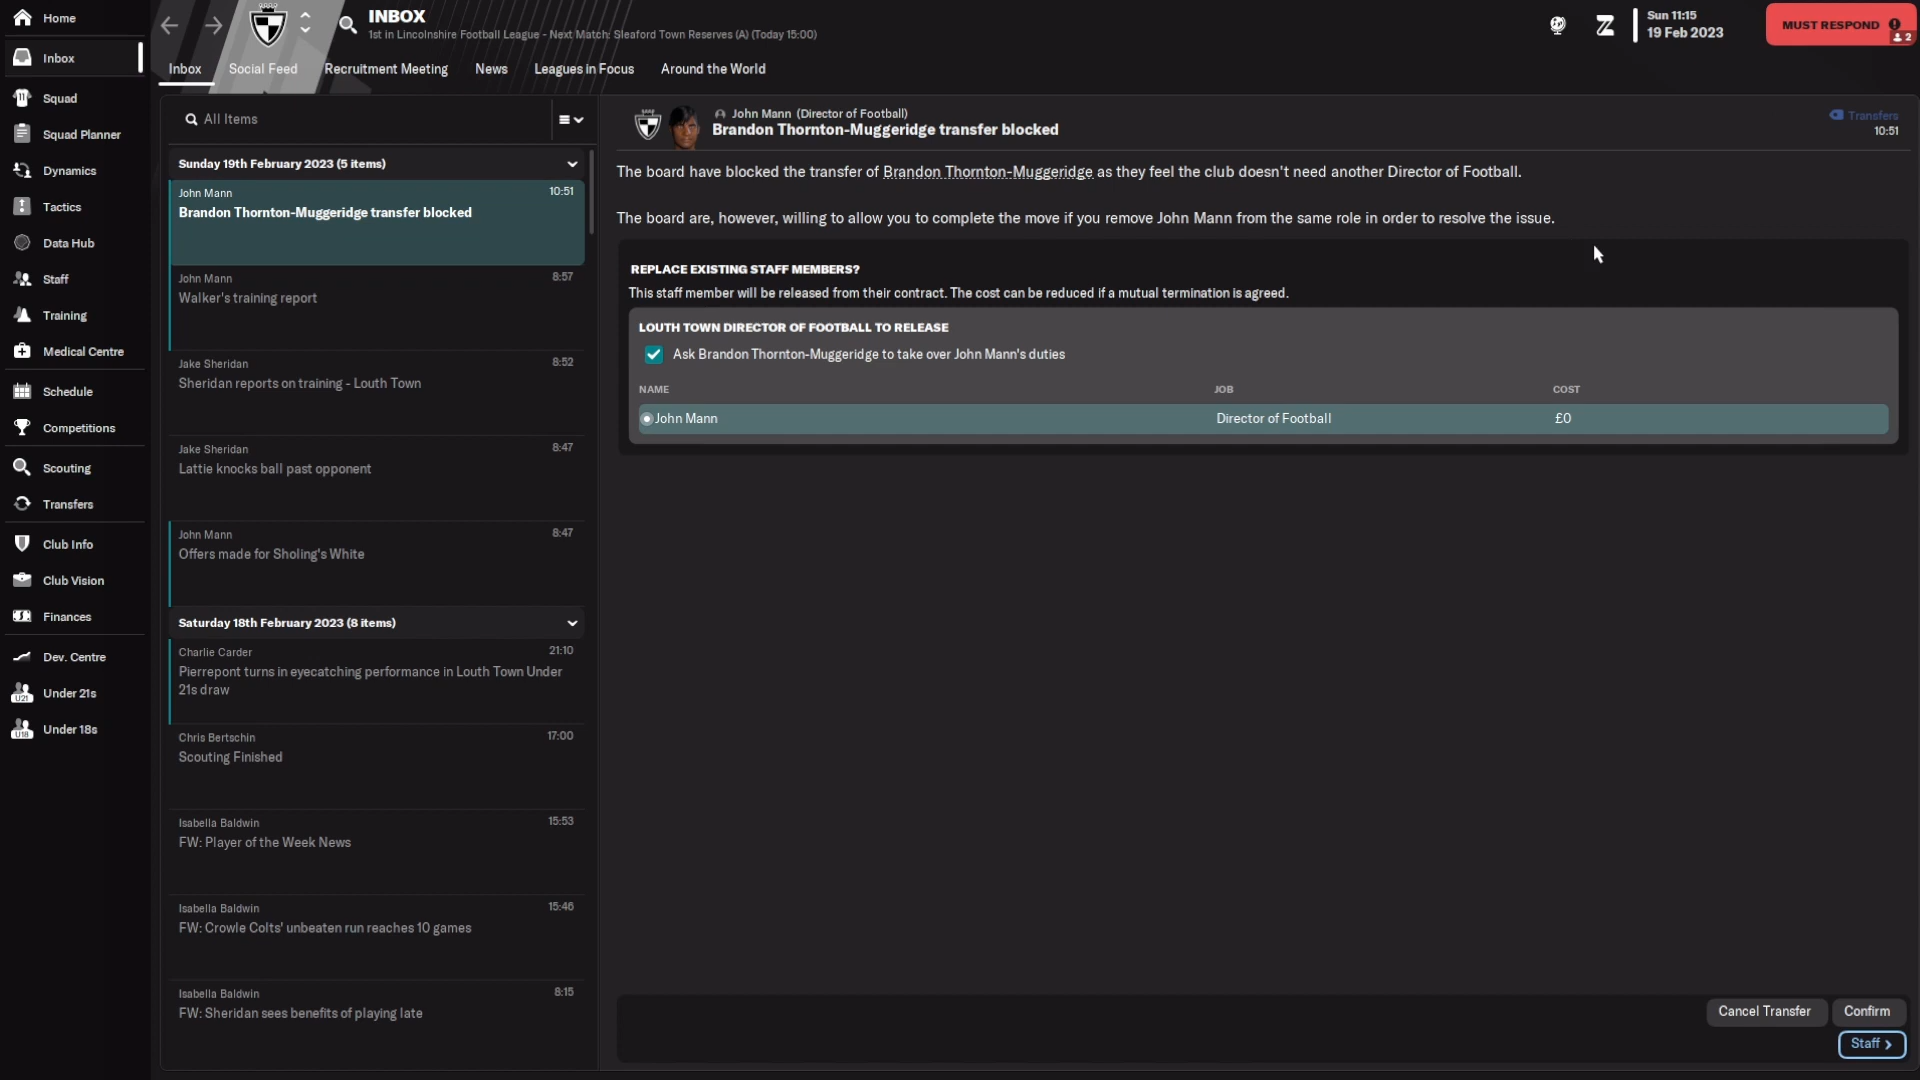 Home
Inbox
Squad
Squad Planner
Dynamics
Tactics
Data Hub
Staff
Training
Medical Centre
Schedule
Competitions
Scouting
Transfers
Club Info
Club Vision
Finances
Dev. Centre
U21
Under 21s
U18
Under 18s
INBOX
1st in Lincolnshire Football League - Next Match: Sleaford Town Reserves (A) (Today 15:00)
Sun 11:15
19 Feb 2023
MUST RESPOND
2
Inbox Social Feed Recruitment Meeting News Leagues in Focus Around the World
All Items
Sunday 19th February 2023 (5 items)
John Mann 10:51
Brandon Thornton-Muggeridge transfer blocked
John Mann 8:57
Walker's training report
Jake Sheridan 8:52
Sheridan reports on training - Louth Town
Jake Sheridan 8:47
Lattie knocks ball past opponent
John Mann 8:47
Offers made for Sholing's White
Saturday 18th February 2023 (8 items)
Charlie Carder 21:10
Pierrepont turns in eyecatching performance in Louth Town Under
21s draw
Chris Bertschin 17:00
Scouting Finished
Isabella Baldwin 15:53
FW: Player of the Week News
Isabella Baldwin 15:46
FW: Crowle Colts' unbeaten run reaches 10 games
Isabella Baldwin 8:15
FW: Sheridan sees benefits of playing late
John Mann (Director of Football)
Brandon Thornton-Muggeridge transfer blocked
Transfers
10:51
The board have blocked the transfer of Brandon Thornton-Muggeridge as they feel the club doesn't need another Director of Football.
The board are, however, willing to allow you to complete the move if you remove John Mann from the same role in order to resolve the issue.
REPLACE EXISTING STAFF MEMBERS?
This staff member will be released from their contract. The cost can be reduced if a mutual termination is agreed.
LOUTH TOWN DIRECTOR OF FOOTBALL TO RELEASE
Ask Brandon Thornton-Muggeridge to take over John Mann's duties
NAME JOB COST
John Mann Director of Football £0
Cancel Transfer Confirm
Staff